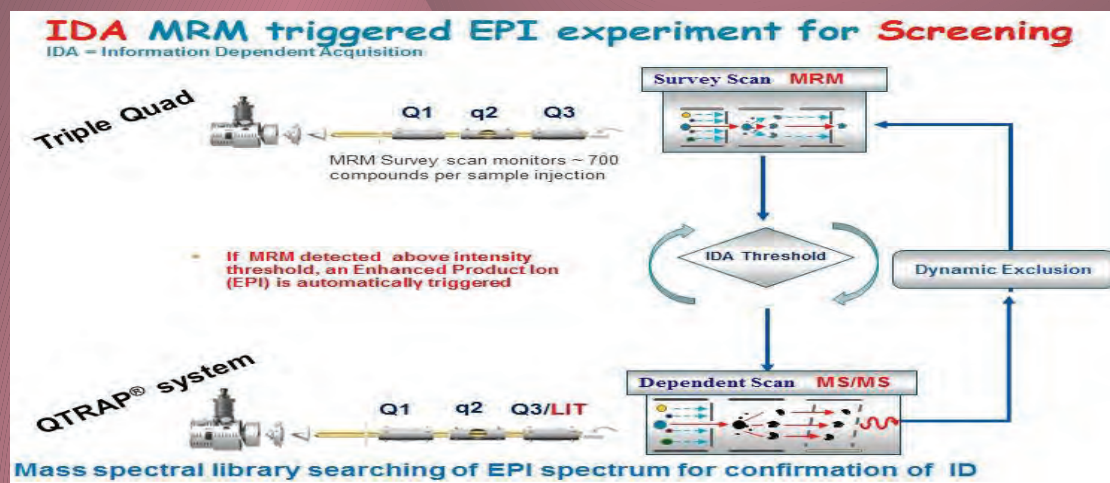 IDA MRM triggered EPI experiment for Screening
IDA = Information Dependent Acquisition
Triple Quad
Q1 q2 Q3
MRM Survey scan monitors ~ 700
compounds per sample injection
Survey Scan MRM
IDA Threshold
Dynamic Exclusion
If MRM detected above intensity
threshold, an Enhanced Product Ion
(EPI) is automatically triggered
QTRAP® system
Q1 q2 Q3/LIT
Dependent Scan MS/MS
Mass spectral library searching of EPI spectrum for confirmation of ID